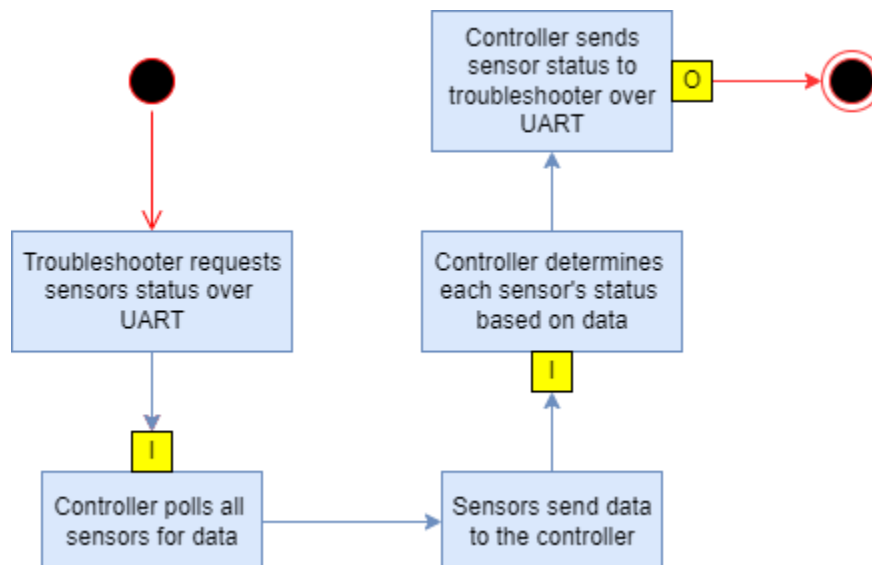 Troubleshooter requests
sensors status over
UART
I
Controller polls all
sensors for data
Sensors send data
to the controller
I
Controller determines
each sensor's status
based on data
Controller sends
sensor status to
troubleshooter over
UART
O